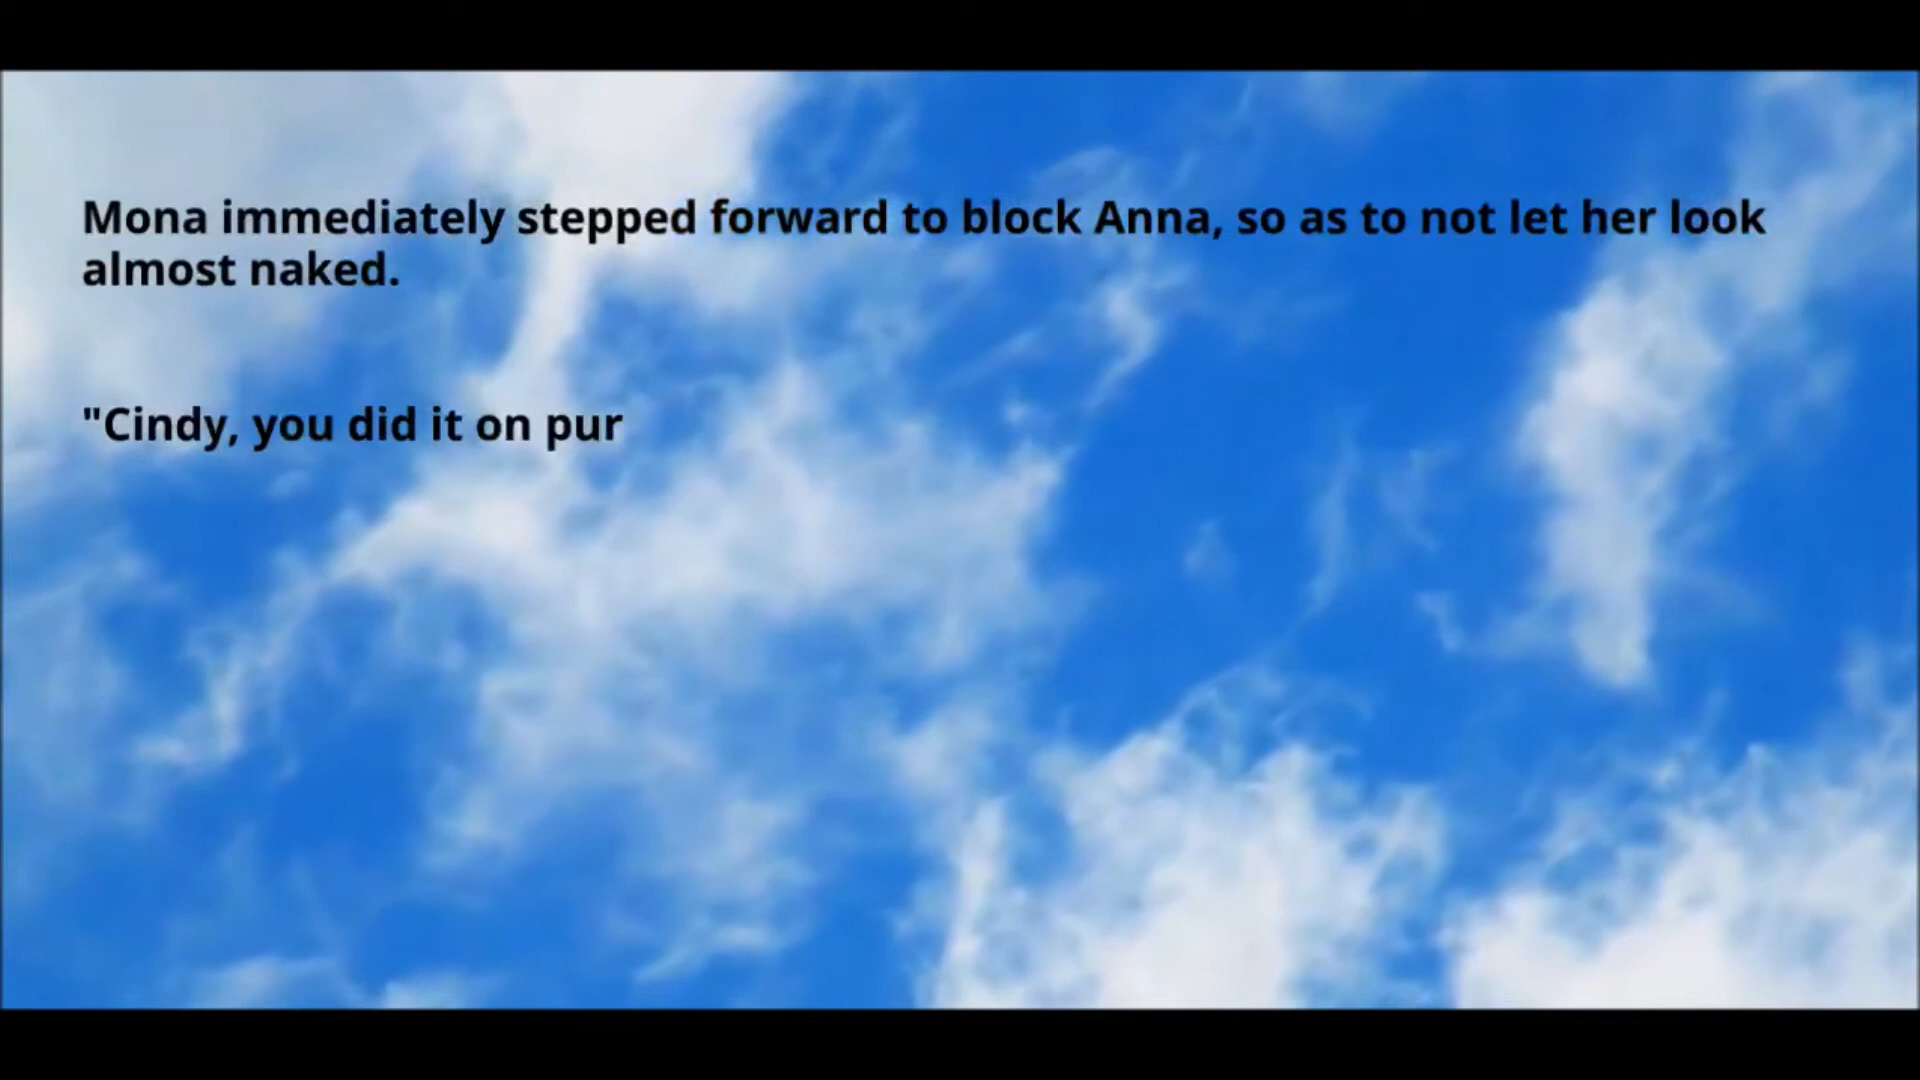 Mona immediately stepped forward to block Anna, so as to not let her look
almost naked.
"Cindy, you did it on pur